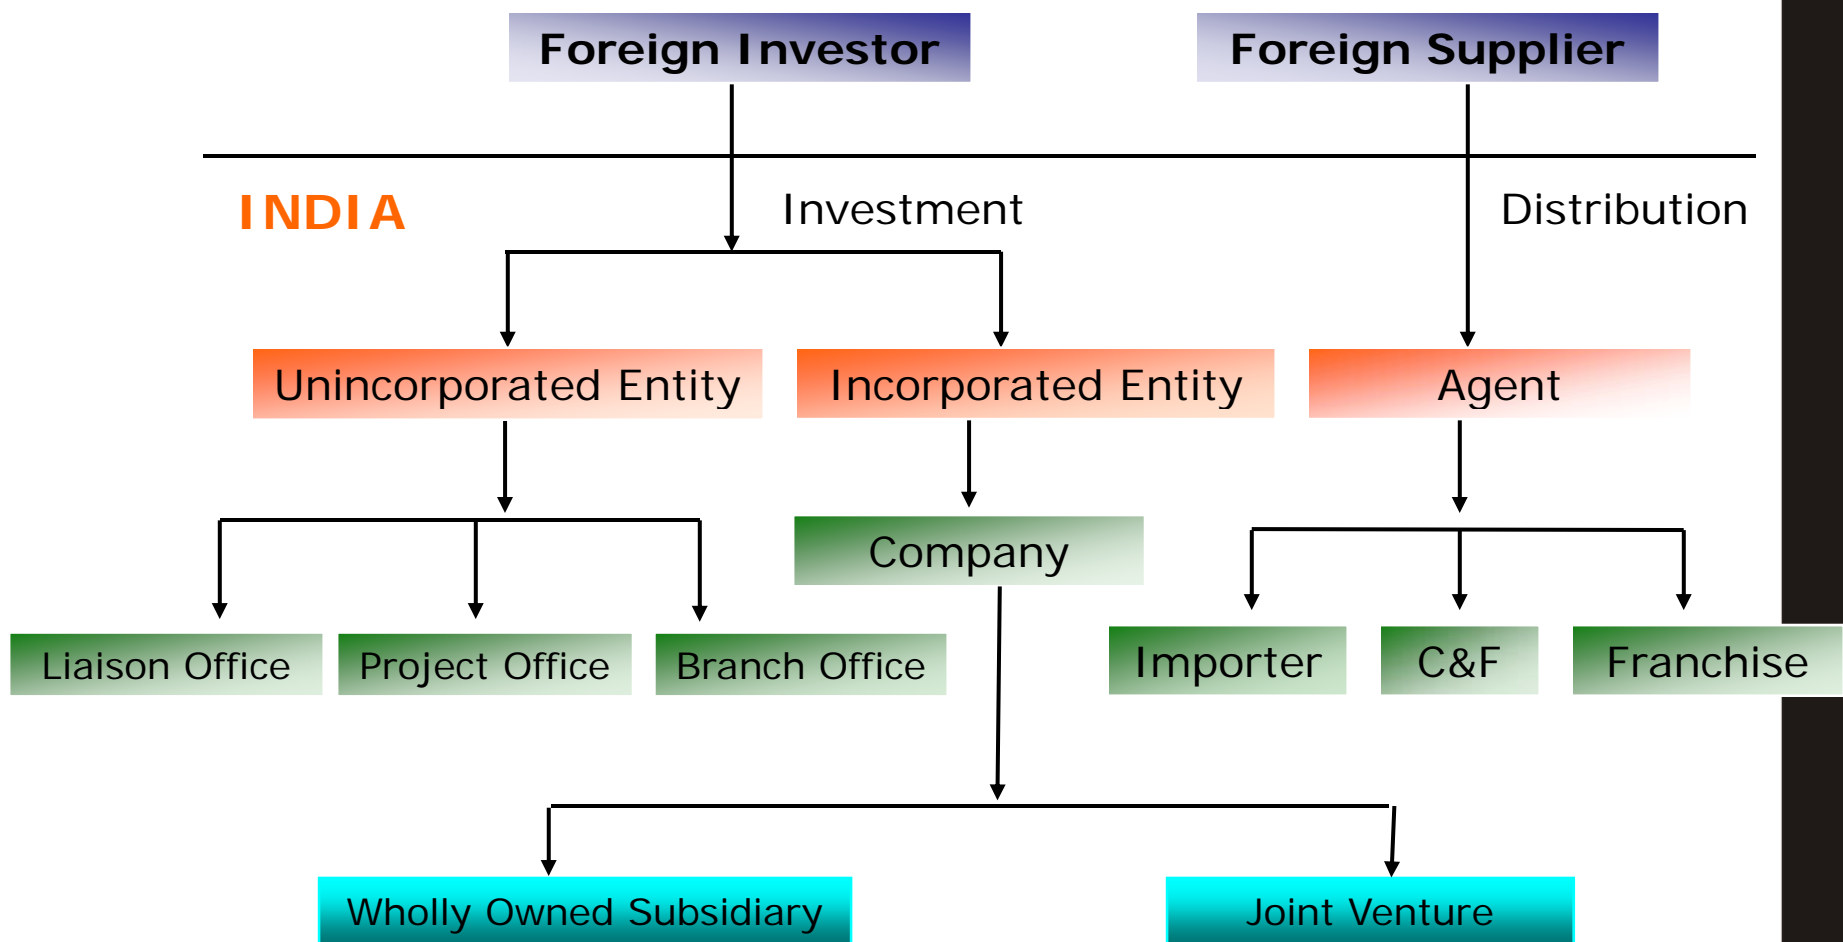 Foreign Investor
Foreign Supplier
INDIA
Investment
Distribution
Unincorporated Entity
Incorporated Entity
Agent
Company
Liaison Office
Project Office
Branch Office
Importer
C&F
Franchise
Wholly Owned Subsidiary
Joint Venture